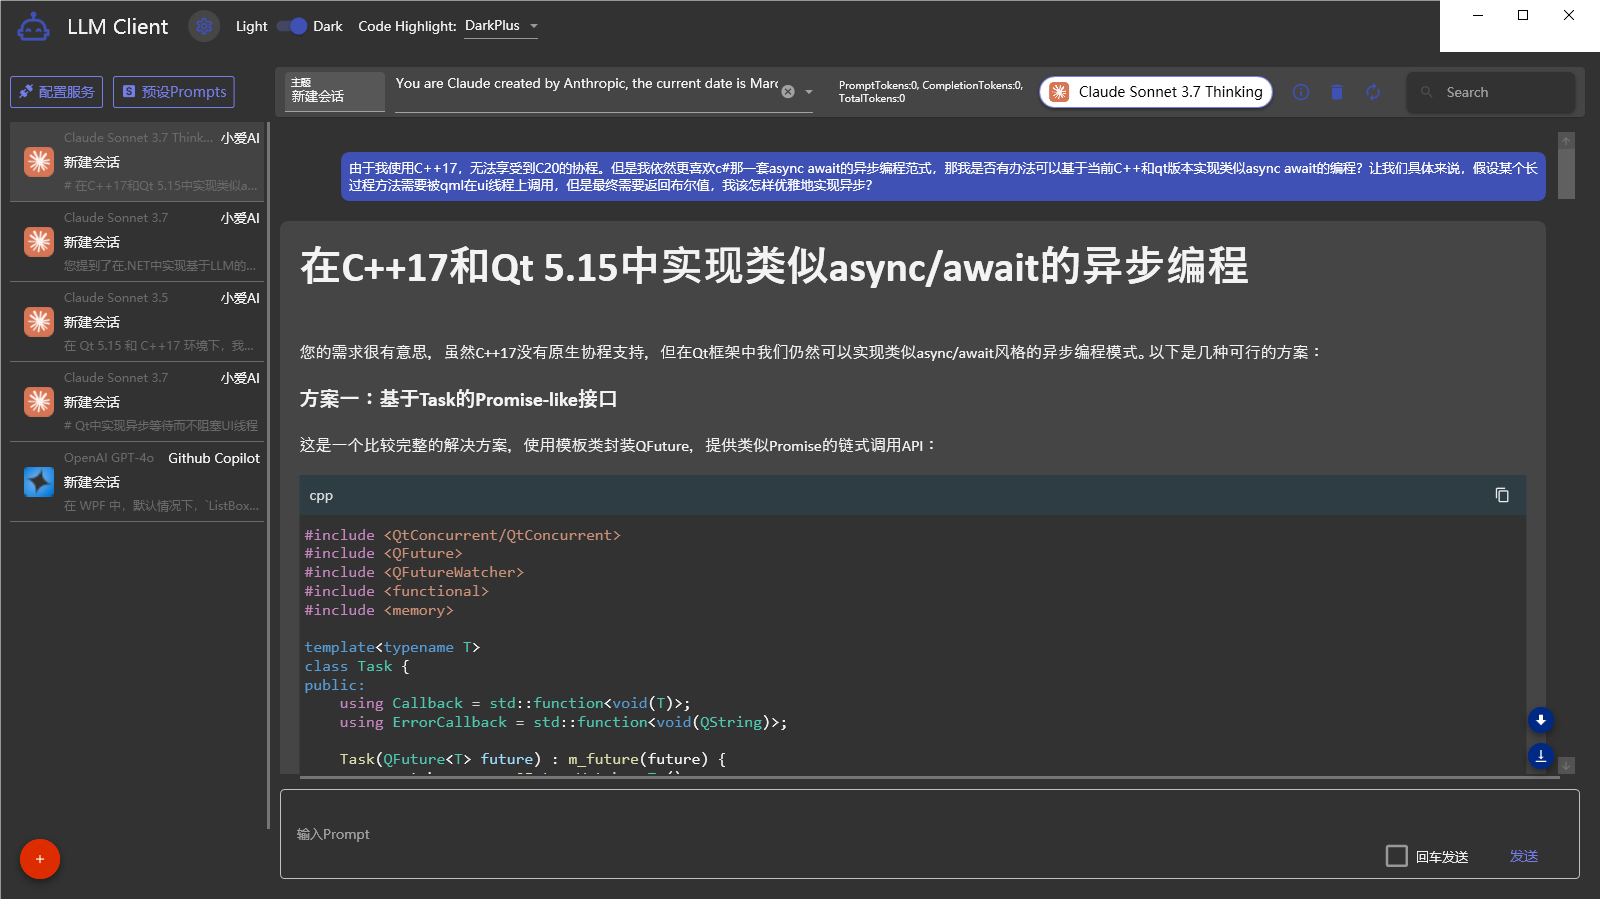 LLM Client
Light
Dark
Code Highlight:
DarkPlus
配置服务
预设Prompts
主题
新建会话
You are Claude created by Anthropic, the current date is Marc
PromptTokens:0, CompletionTokens:0,
TotalTokens:0
Claude Sonnet 3.7 Thinking
Search
Claude Sonnet 3.7 Think...
小爱AI
新建会话
# 在C++17和Qt 5.15中实现类似a...
Claude Sonnet 3.7
小爱AI
新建会话
您提到了在.NET中实现基于LLM的...
Claude Sonnet 3.5
小爱AI
新建会话
在 Qt 5.15 和 C++17 环境下，我...
Claude Sonnet 3.7
小爱AI
新建会话
# Qt中实现异步等待而不阻塞UI线程
OpenAI GPT-4o
Github Copilot
新建会话
在 WPF 中，默认情况下，`ListBox...
由于我使用C++17，无法享受到C20的协程。但是我依然更喜欢c#那一套async await的异步编程范式，那我是否有办法可以基于当前C++和qt版本实现类似async await的编程？让我们具体来说，假设某个长
过程方法需要被qml在ui线程上调用，但是最终需要返回布尔值，我该怎样优雅地实现异步？
在C++17和Qt 5.15中实现类似async/await的异步编程
您的需求很有意思，虽然C++17没有原生协程支持，但在Qt框架中我们仍然可以实现类似async/await风格的异步编程模式。以下是几种可行的方案：
方案一：基于Task的Promise-like接口
这是一个比较完整的解决方案，使用模板类封装QFuture，提供类似Promise的链式调用API：
cpp
#include <QtConcurrent/QtConcurrent>
#include <QFuture>
#include <QFutureWatcher>
#include <functional>
#include <memory>
template<typename T>
class Task {
public:
using Callback = std::function<void(T)>;
using ErrorCallback = std::function<void(QString)>;
Task(QFuture<T> future) : m_future(future) {
输入Prompt
回车发送
发送